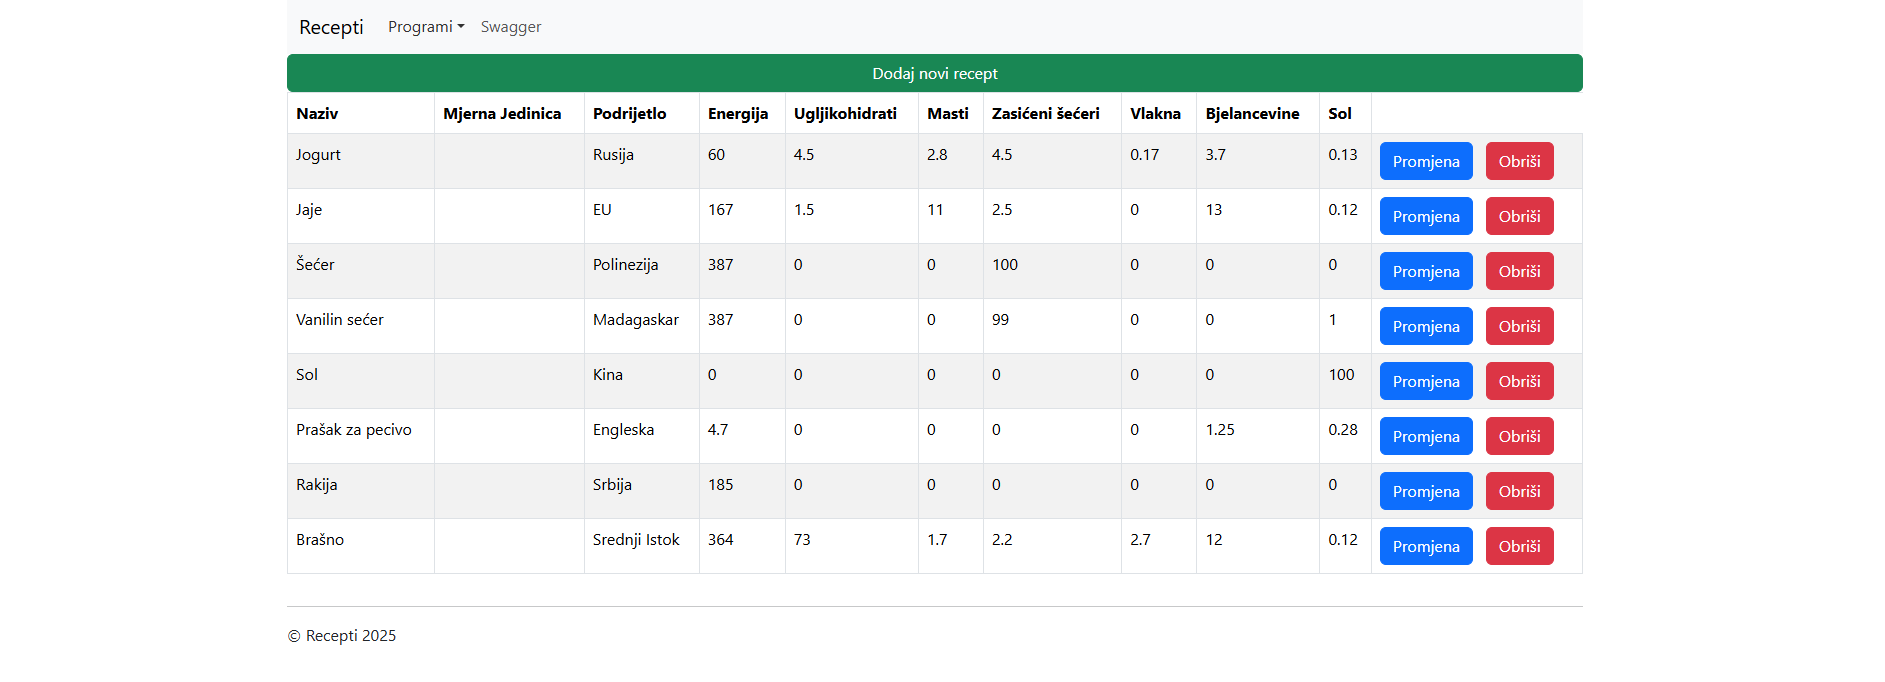 Recepti Programi Swagger
Dodaj novi recept
Naziv Mjerna Jedinica Podrijetlo Energija Ugljikohidrati Masti Zasićeni šećeri Vlakna Bjelancevine Sol
Jogurt Rusija 60 4.5 2.8 4.5 0.17 3.7 0.13 Promjena Obriši
Jaje EU 167 1.5 11 2.5 0 13 0.12 Promjena Obriši
Šećer Polinezija 387 0 0 100 0 0 0 Promjena Obriši
Vanilin sećer Madagaskar 387 0 0 99 0 0 1 Promjena Obriši
Sol Kina 0 0 0 0 0 0 100 Promjena Obriši
Prašak za pecivo Engleska 4.7 0 0 0 0 1.25 0.28 Promjena Obriši
Rakija Srbija 185 0 0 0 0 0 0 Promjena Obriši
Brašno Srednji Istok 364 73 1.7 2.2 2.7 12 0.12 Promjena Obriši
© Recepti 2025